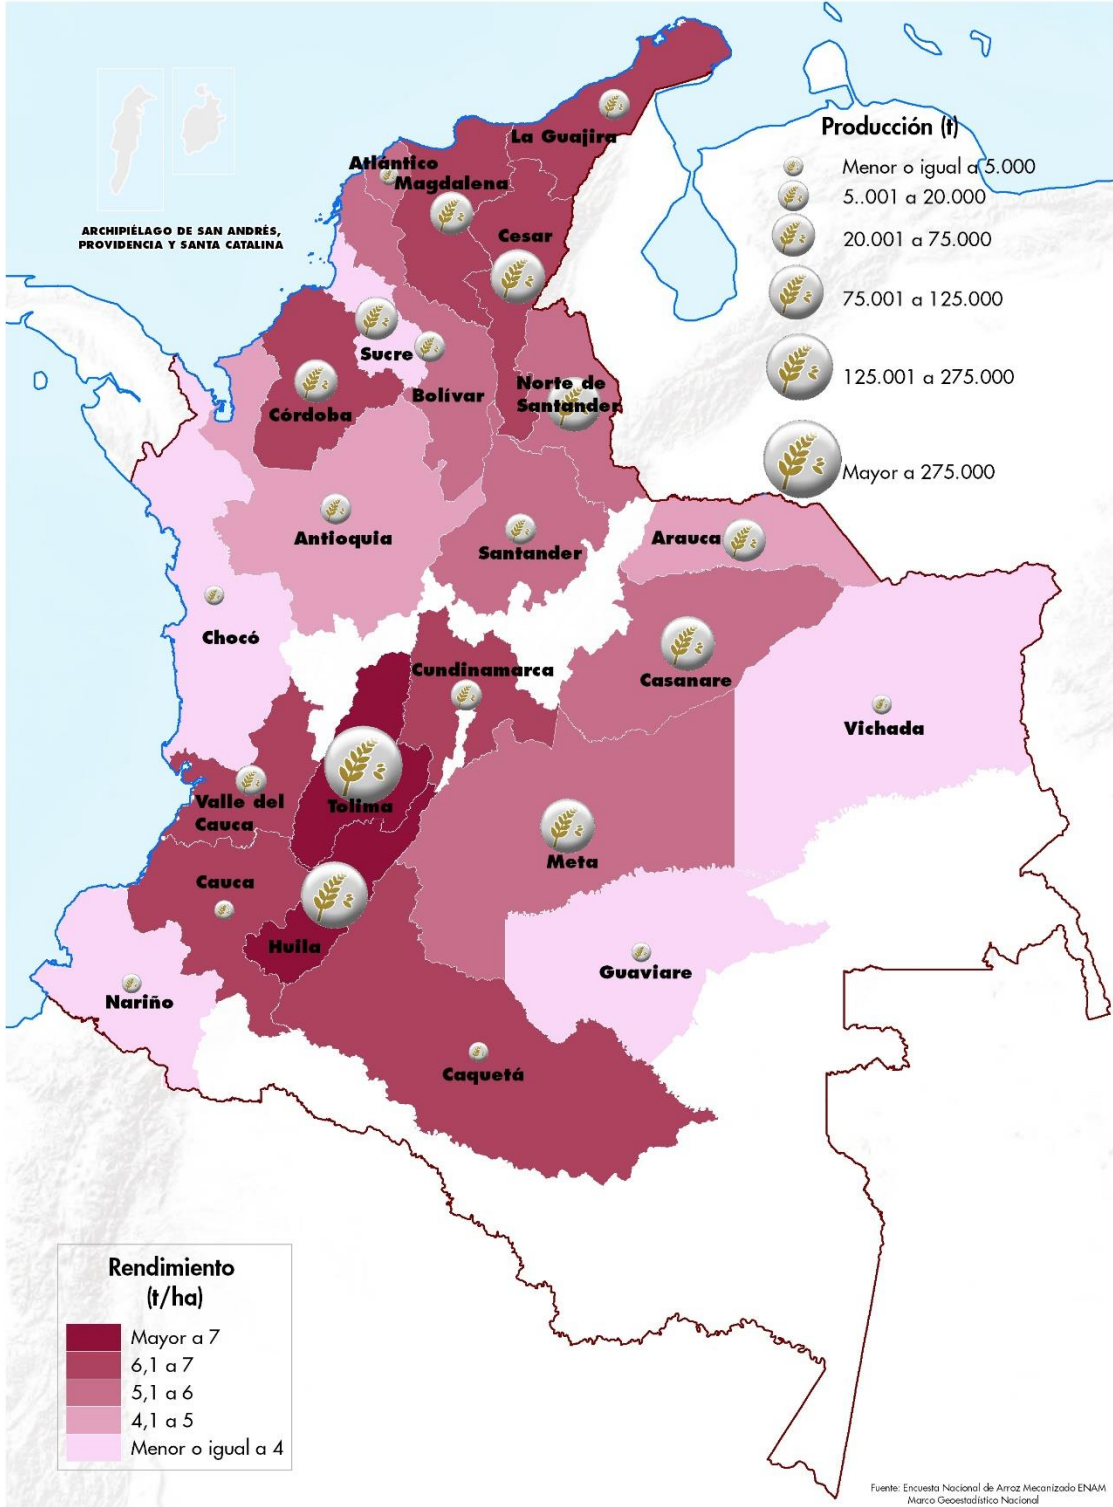 La Guajira
Atlántico
Magdalena
Cesar
ARCHIPIÉLAGO DE SAN ANDRÉS,
PROVIDENCIA Y SANTA CATALINA
Producción (t)
Menor o igual a 5.000
5..001 a 20.000
20.001 a 75.000
75.001 a 125.000
125.001 a 275.000
Mayor a 275.000
Sucre
Córdoba
Bolívar
Norte de
Santander
Antioquia
Santander
Arauca
Chocó
Cundinamarca
Casanare
Vichada
Valle del
Cauca
Tolima
Meta
Cauca
Huila
Guaviare
Nariño
Caquetá
Rendimiento
(t/ha)
Mayor a 7
6,1 a 7
5,1 a 6
4,1 a 5
Menor o igual a 4
Fuente: Encuesta Nacional de Arroz Mecanizado ENAM
Marco Geoestadístico Nacional